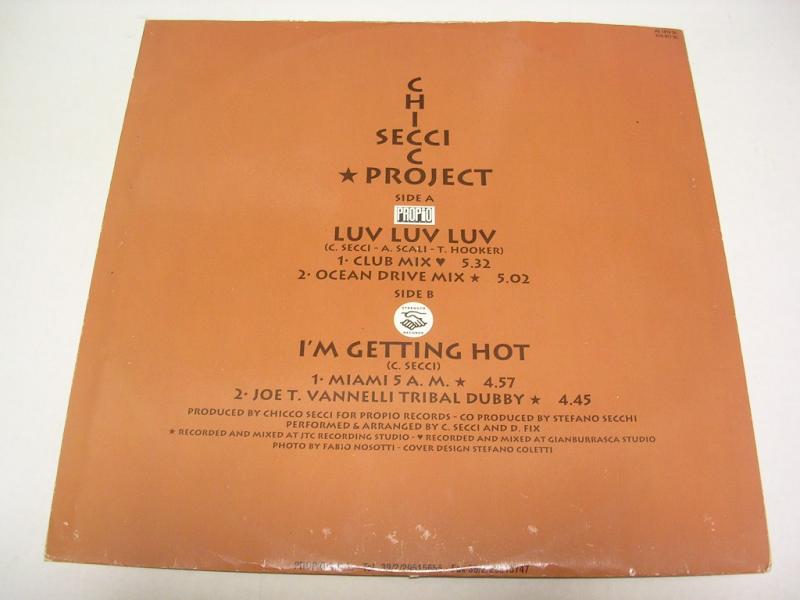 C
H
I
SECCI
C
★ PROJECT
SIDE A
PROPIO
LUV LUV LUV
(C. SECCI - A. SCALI - T. HOOKER)
1• CLUB MIX ♥ 5.32
2• OCEAN DRIVE MIX ★ 5.02
SIDE B
STRENGTH
RECORDS
I'M GETTING HOT
(C. SECCI)
1• MIAMI 5 A. M. ★ 4.57
2• JOE T. VANNELLI TRIBAL DUBBY ★ 4.45
PRODUCED BY CHICCO SECCI FOR PROPIO RECORDS - CO PRODUCED BY STEFANO SECCHI
PERFORMED & ARRANGED BY C. SECCI AND D. FIX
★ RECORDED AND MIXED AT JTC RECORDING STUDIO - ♥ RECORDED AND MIXED AT GIANBURRASCA STUDIO
PHOTO BY FABIO NOSOTTI - COVER DESIGN STEFANO COLETTI
Tel.